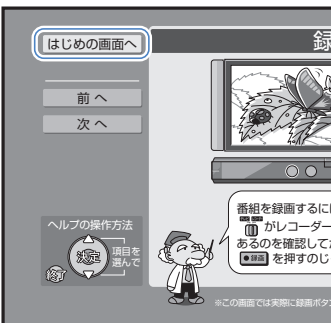 はじめの画面へ
録
前 へ
次 へ
番組を録画するに
がレコーダー
あるのを確認して
●録画 を押すのじ
ヘルプの操作方法
決定
項目を
選んで
※この画面では実際に録画ボタ